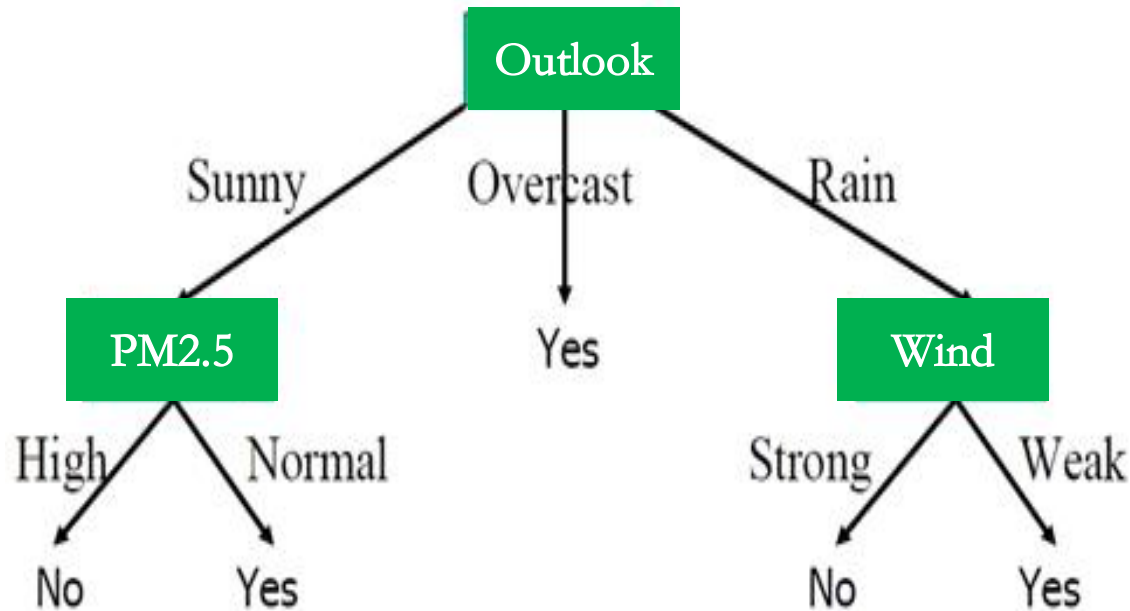 Outlook
Sunny Overcast Rain
PM2.5 Yes Wind
High Normal Strong Weak
No Yes No Yes